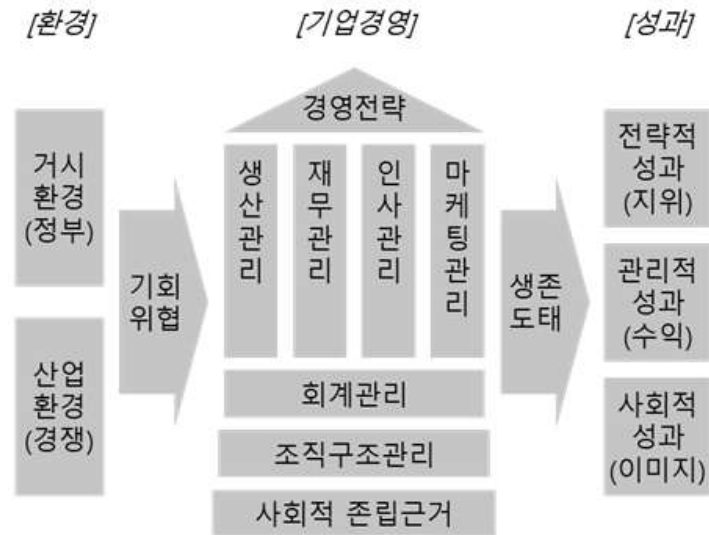 [환경]
[기업경영]
[성과]
거시
환경
(정부)
산업
환경
(경쟁)
기회
위협
경영전략
생산관리
재무관리
인사관리
마케팅관리
회계관리
조직구조관리
사회적 존립근거
생존
도태
전략적
성과
(지위)
관리적
성과
(수익)
사회적
성과
(이미지)